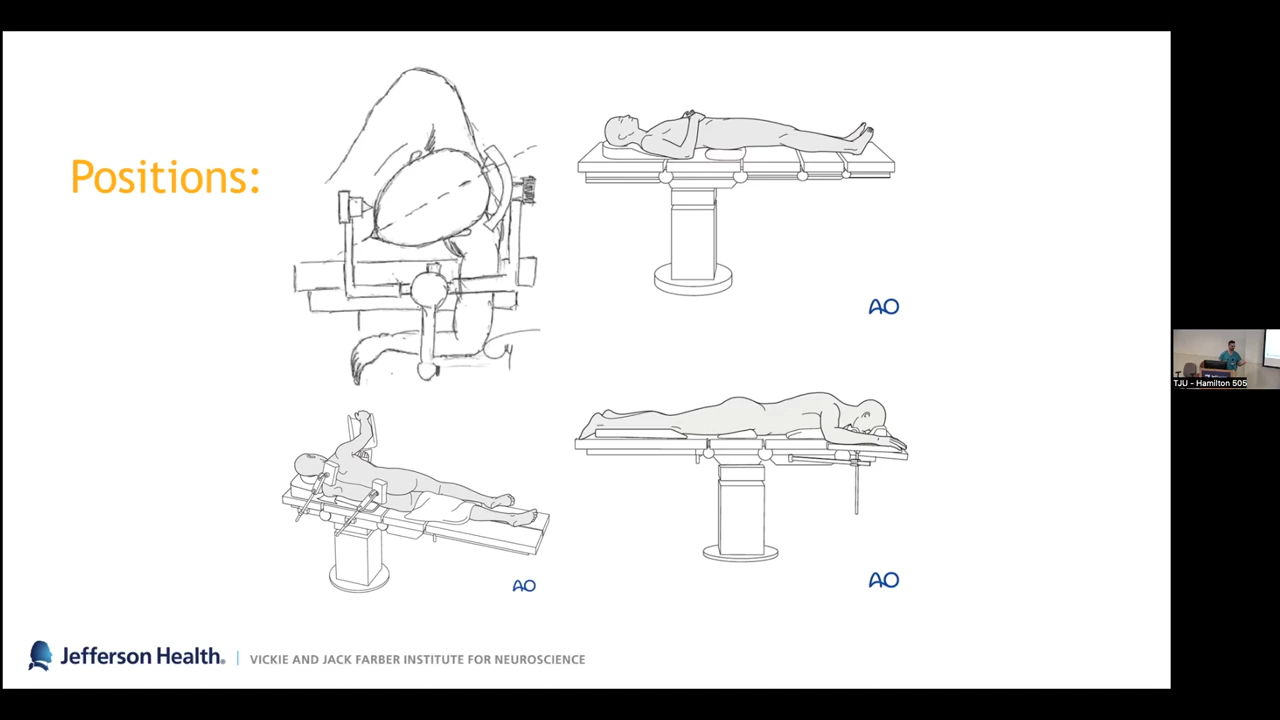 Positions:
AO
AO
AO
Jefferson Health®
VICKIE AND JACK FARBER INSTITUTE FOR NEUROSCIENCE
TJU - Hamilton 505